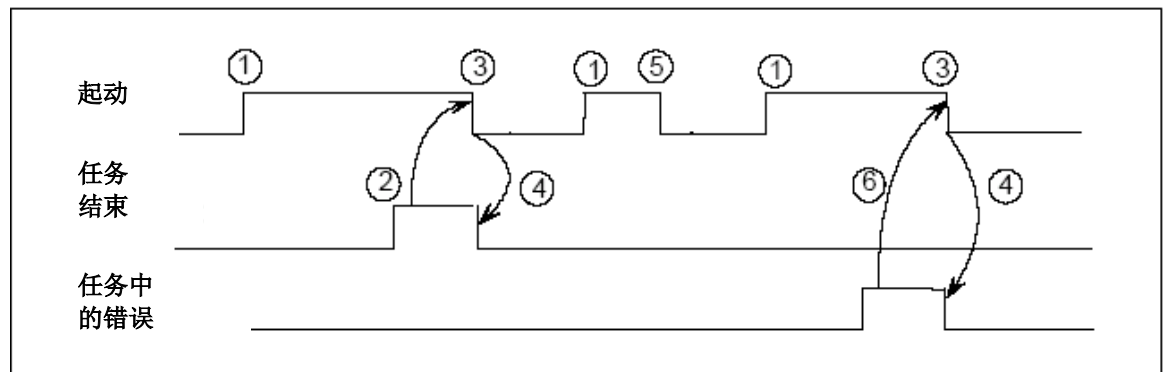 ① ③ ① ⑤ ① ③
起动
任务
结束
② ④ ⑥ ④
任务中
的错误